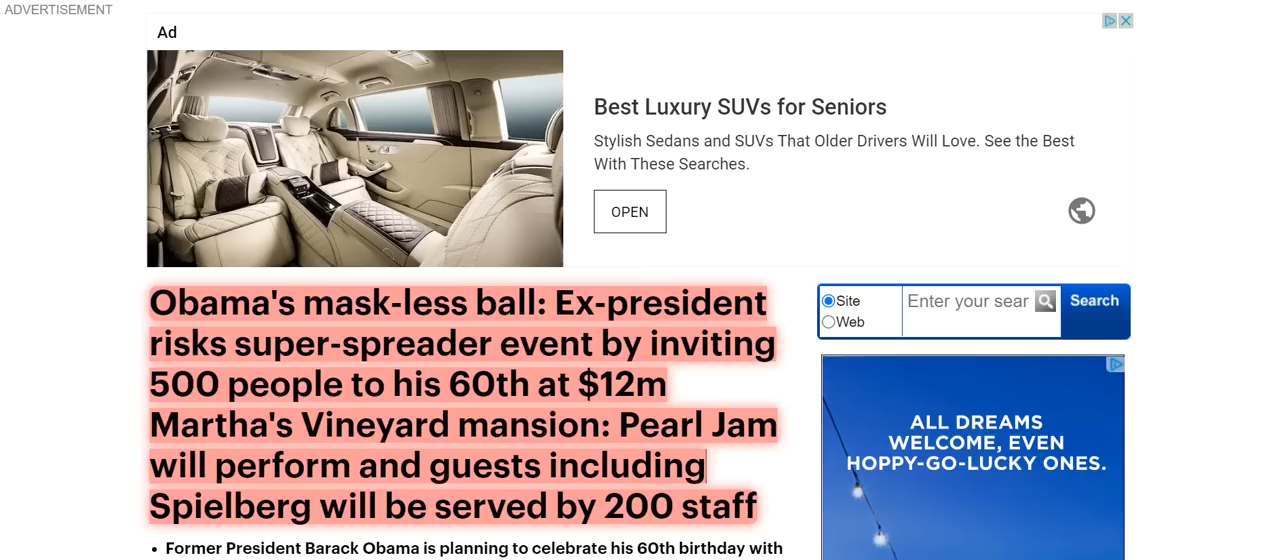 ADVERTISEMENT
Ad
Best Luxury SUVs for Seniors
Stylish Sedans and SUVs That Older Drivers Will Love. See the Best
With These Searches.
OPEN
Obama's mask-less ball: Ex-president
risks super-spreader event by inviting
500 people to his 60th at $12m
Martha's Vineyard mansion: Pearl Jam
will perform and guests including
Spielberg will be served by 200 staff
• Former President Barack Obama is planning to celebrate his 60th birthday with
Site
Web
Enter your sear
Search
ALL DREAMS
WELCOME, EVEN
HOPPY-GO-LUCKY ONES.